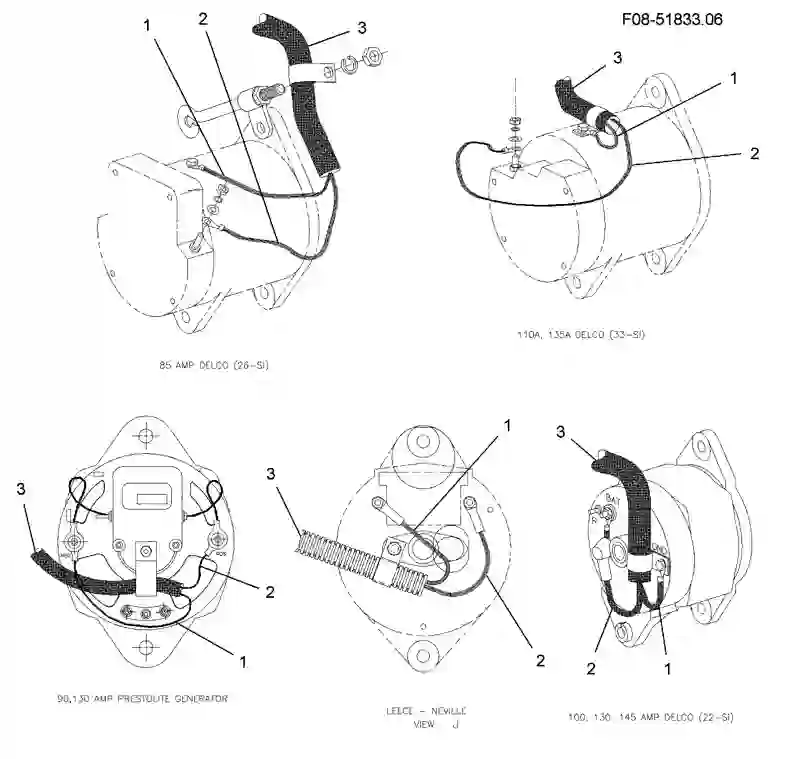 F08-51833.06
1
2
3
85 AMP DELCO (26-SI)
3
1
2
110A, 135A DELCO (33-SI)
3
2
1
90,130 AMP PRESTOLITE GENERATOR
1
3
2
LEECE - NEVILLE
VIEW J
3
BAT
R
2
1
100, 130, 145 AMP DELCO (22-SI)